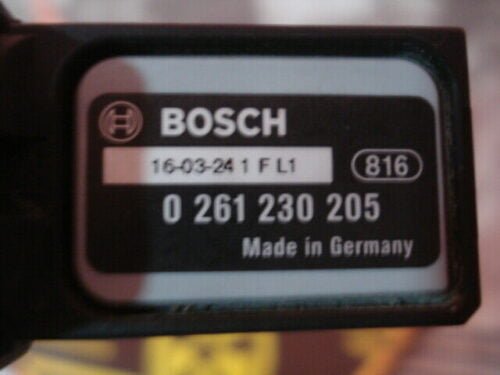 BOSCH
16-03-24 1 F L1
816
0 261 230 205
Made in Germany